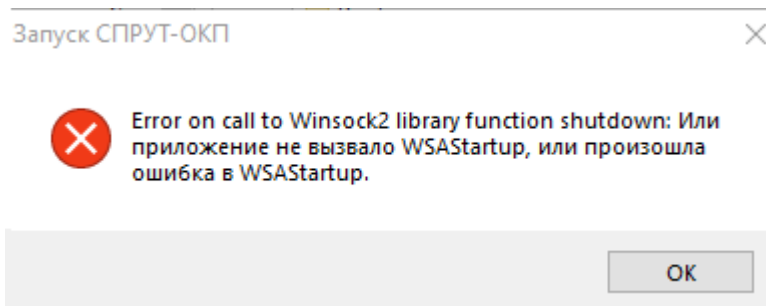 Запуск СПРУТ-ОКП
Error on call to Winsock2 library function shutdown: Или
приложение не вызвало WSAStartup, или произошла
ошибка в WSAStartup.
ОК